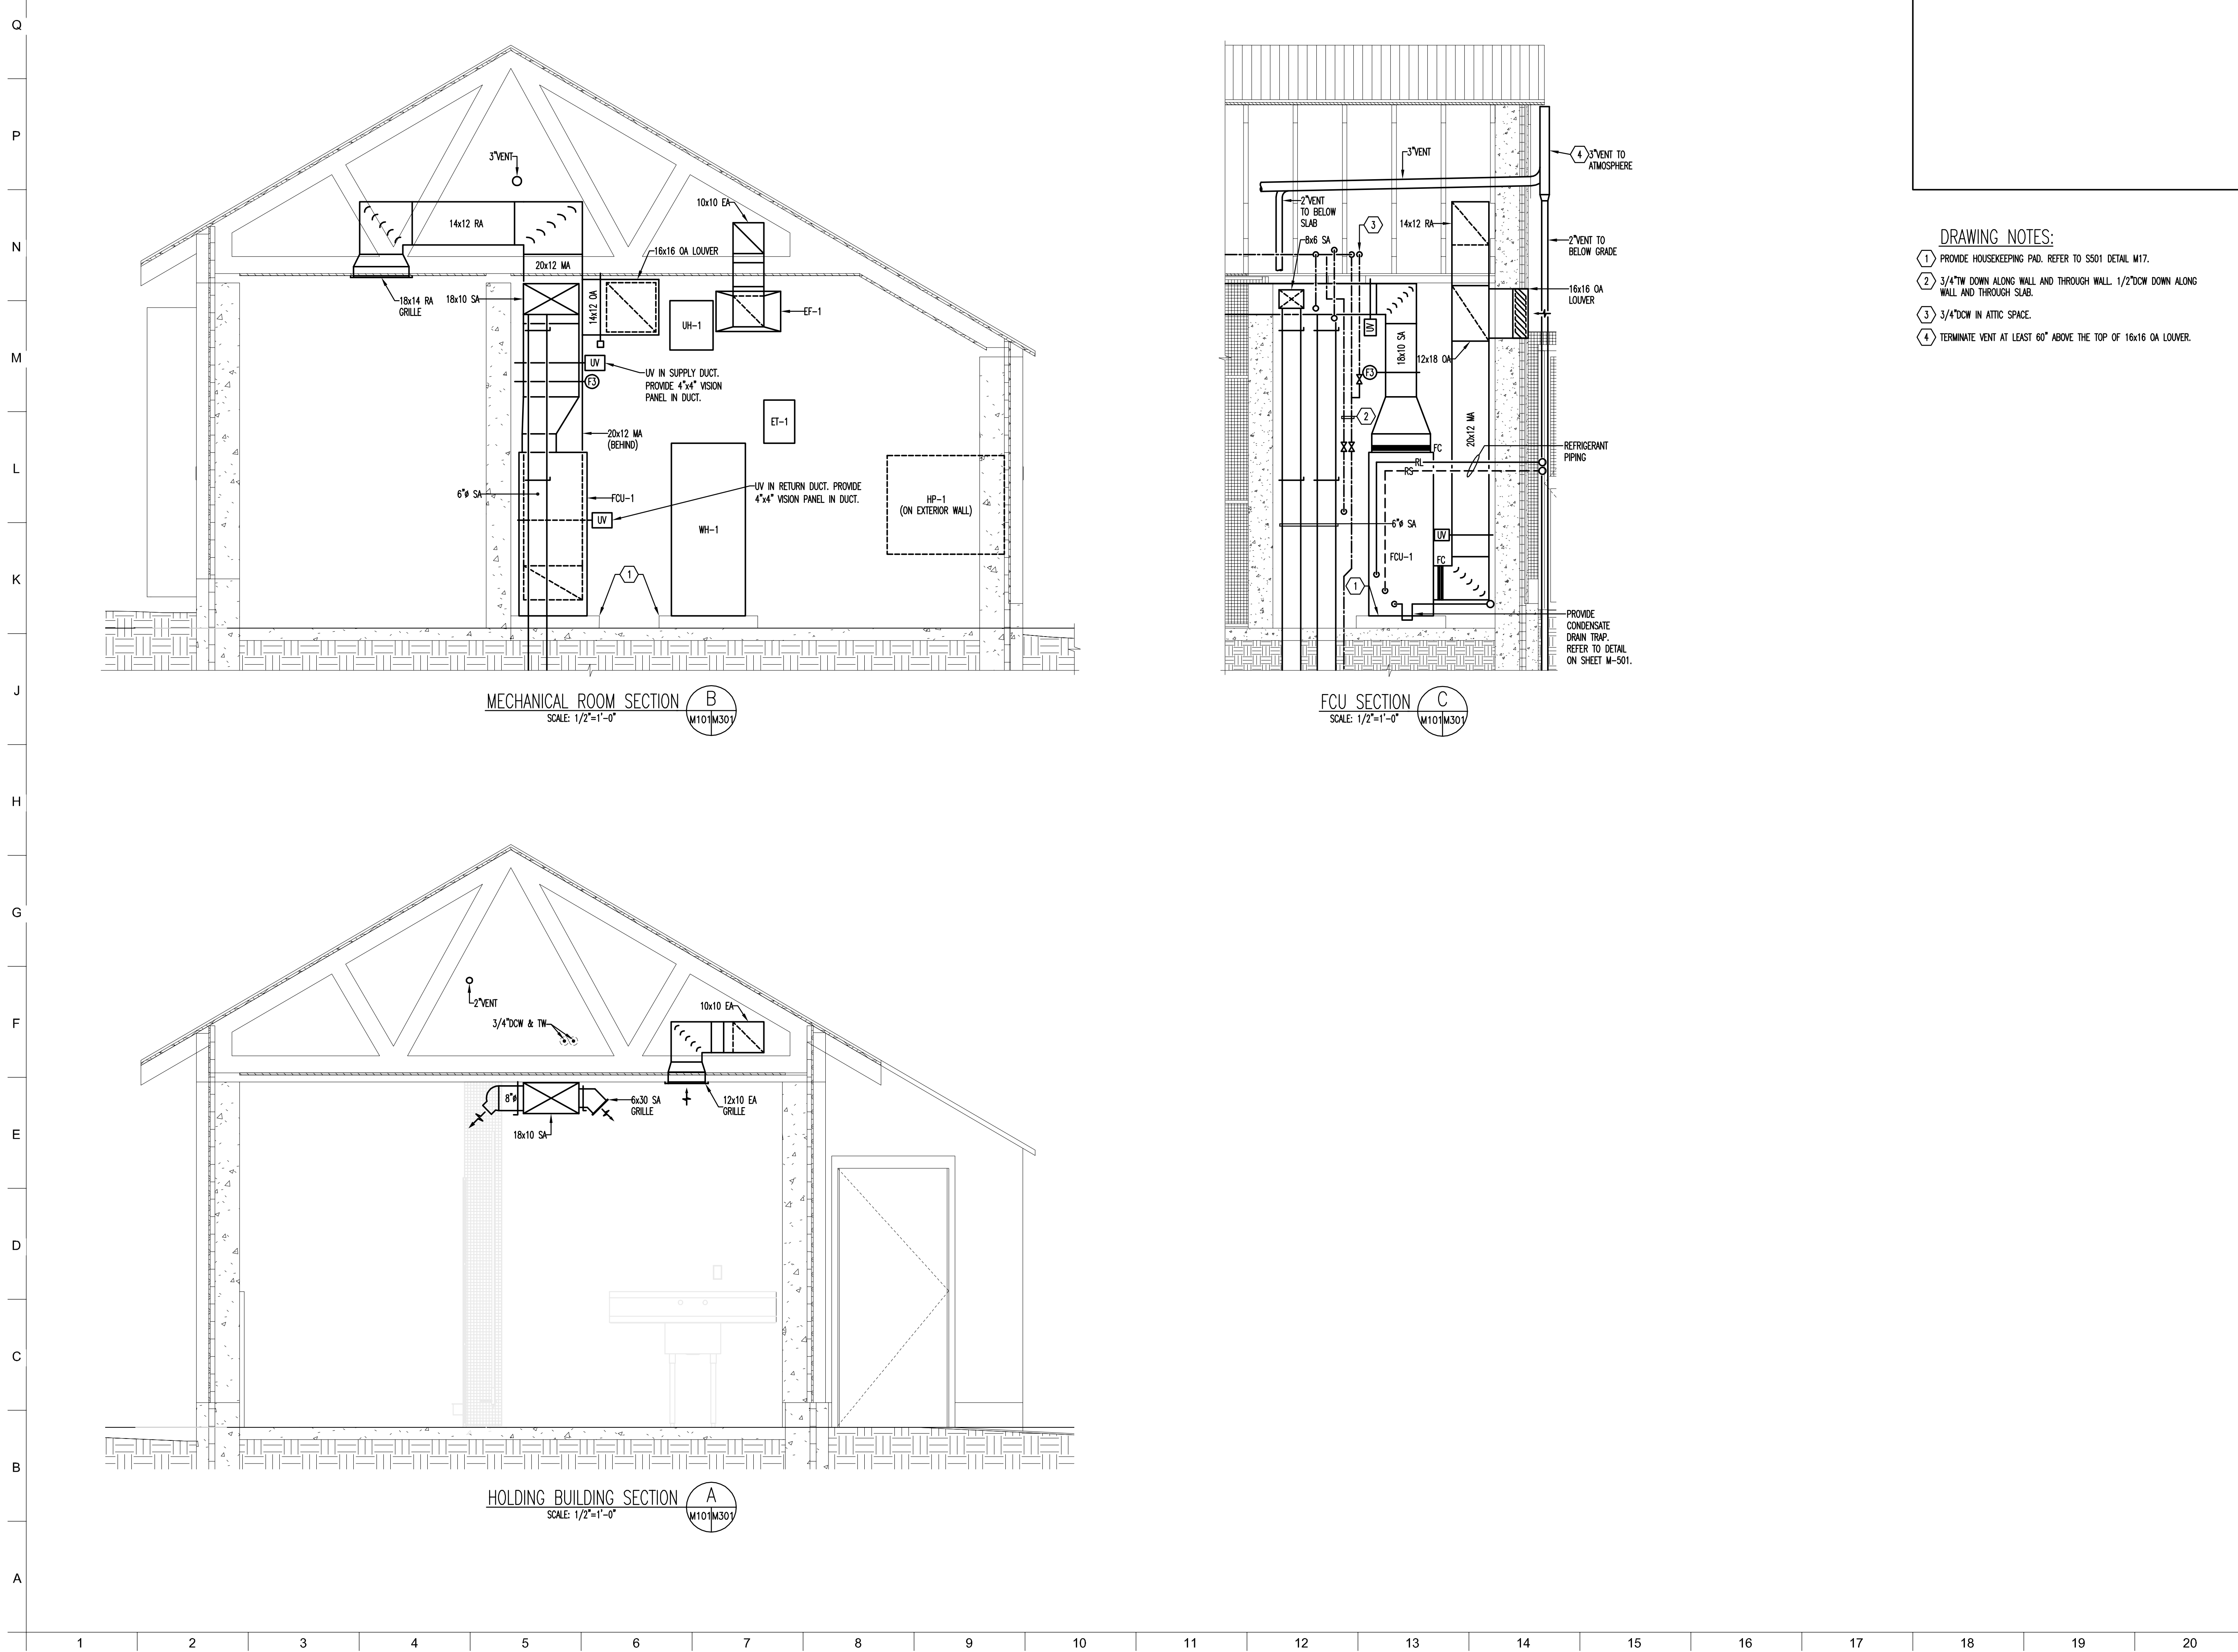 Q
P
N
M
L
K
J
H
G
F
E
D
C
B
A
3"VENT
14x12 RA
20x12 MA
18x14 RA
GRILLE
18x10 SA
14x12 OA
16x16 OA LOUVER
10x10 EA
EF-1
UH-1
UV
UV IN SUPPLY DUCT.
PROVIDE 4"x4" VISION
PANEL IN DUCT.
F3
ET-1
20x12 MA
(BEHIND)
6"ø SA
FCU-1
UV
UV IN RETURN DUCT. PROVIDE
4"x4" VISION PANEL IN DUCT.
WH-1
HP-1
(ON EXTERIOR WALL)
1
MECHANICAL ROOM SECTION
SCALE: 1/2"=1'-0"
B
M101 M301
3"VENT
4
3"VENT TO
ATMOSPHERE
2"VENT
TO BELOW
SLAB
3
14x12 RA
8x6 SA
2"VENT TO
BELOW GRADE
16x16 OA
LOUVER
UV
18x10 SA
12x18 OA
F3
2
20x12 MA
FC
RL
RS
REFRIGERANT
PIPING
6"ø SA
UV
FCU-1
FC
1
PROVIDE
CONDENSATE
DRAIN TRAP.
REFER TO DETAIL
ON SHEET M-501.
FCU SECTION
SCALE: 1/2"=1'-0"
C
M101 M301
DRAWING NOTES:
1 PROVIDE HOUSEKEEPING PAD. REFER TO S501 DETAIL M17.
2 3/4"TW DOWN ALONG WALL AND THROUGH WALL. 1/2"DCW DOWN ALONG
WALL AND THROUGH SLAB.
3 3/4"DCW IN ATTIC SPACE.
4 TERMINATE VENT AT LEAST 60" ABOVE THE TOP OF 16x16 OA LOUVER.
2"VENT
3/4"DCW & TW
10x10 EA
8"ø
6x30 SA
GRILLE
12x10 EA
GRILLE
18x10 SA
HOLDING BUILDING SECTION
SCALE: 1/2"=1'-0"
A
M101 M301
1 2 3 4 5 6 7 8 9 10 11 12 13 14 15 16 17 18 19 20